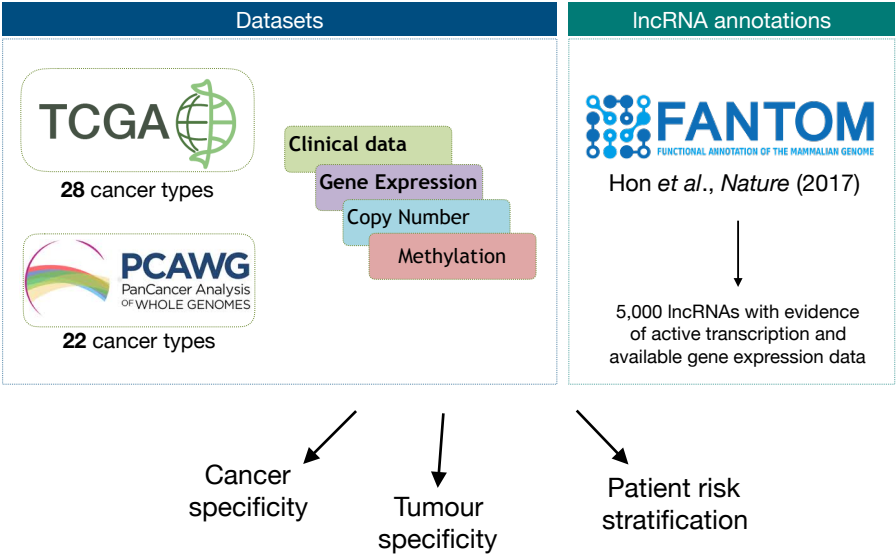 Datasets
lncRNA annotations
TCGA
28 cancer types
PCAWG
PanCancer Analysis
OF WHOLE GENOMES
22 cancer types
Clinical data
Gene Expression
Copy Number
Methylation
FANTOM
FUNCTIONAL ANNOTATION OF THE MAMMALIAN GENOME
Hon et al., Nature (2017)
5,000 lncRNAs with evidence
of active transcription and
available gene expression data
Cancer
specificity
Tumour
specificity
Patient risk
stratification